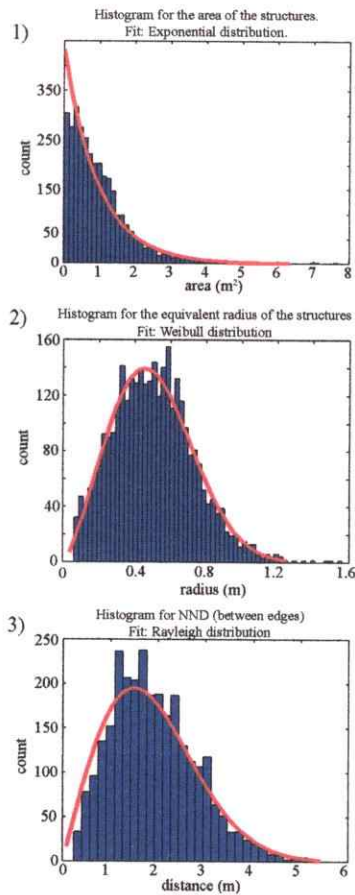 1)
Histogram for the area of the structures.
Fit: Exponential distribution.
350
250
150
50
0
count
0 1 2 3 4 5 6 7 8
area (m²)
2)
Histogram for the equivalent radius of the structures
Fit: Weibull distribution
160
120
80
40
0
count
0 0.4 0.8 1.2 1.6
radius (m)
3)
Histogram for NND (between edges)
Fit: Rayleigh distribution
250
200
150
100
50
0
count
0 1 2 3 4 5 6
distance (m)